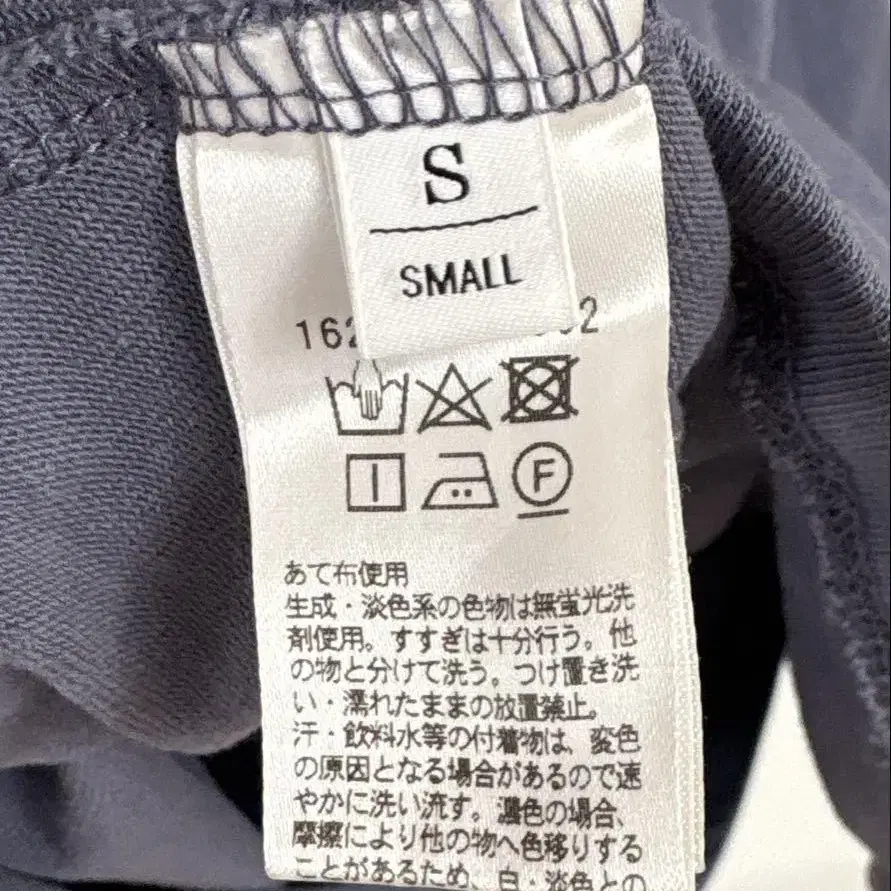 S
SMALL
162
02
F
あて布使用
生成・淡色系の色物は無蛍光洗
剤使用。すすぎは十分行う。他
の物と分けて洗う。つけ置き洗
い・濡れたままの放置禁止。
汗・飲料水等の付着物は、変色
の原因となる場合があるので速
やかに洗い流す。濃色の場合、
摩擦により他の物へ色移りする
ことがあるため、白・淡色との